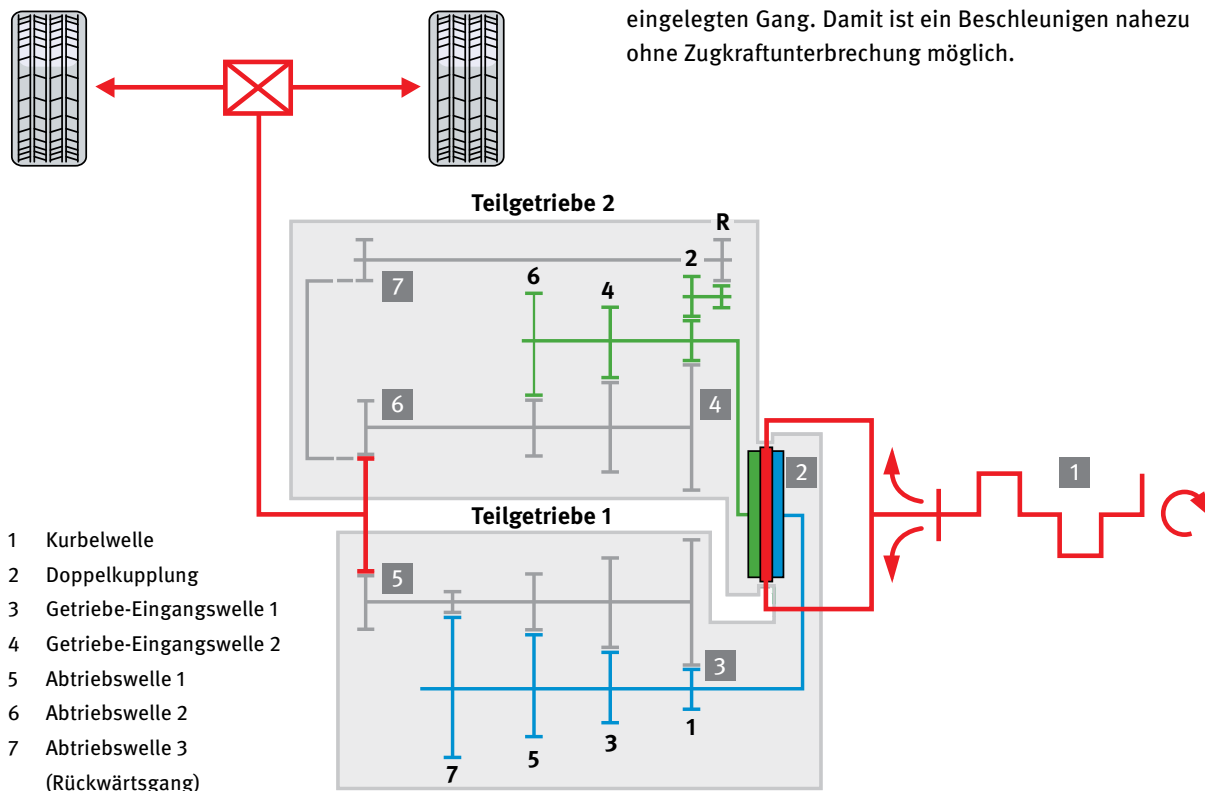 eingelegten Gang. Damit ist ein Beschleunigen nahezu
ohne Zugkraftunterbrechung möglich.
Teilgetriebe 2
R
2
6
4
7
6
4
2
1
Teilgetriebe 1
5
3
1
3
5
7
1 Kurbelwelle
2 Doppelkupplung
3 Getriebe-Eingangswelle 1
4 Getriebe-Eingangswelle 2
5 Abtriebswelle 1
6 Abtriebswelle 2
7 Abtriebswelle 3
(Rückwärtsgang)